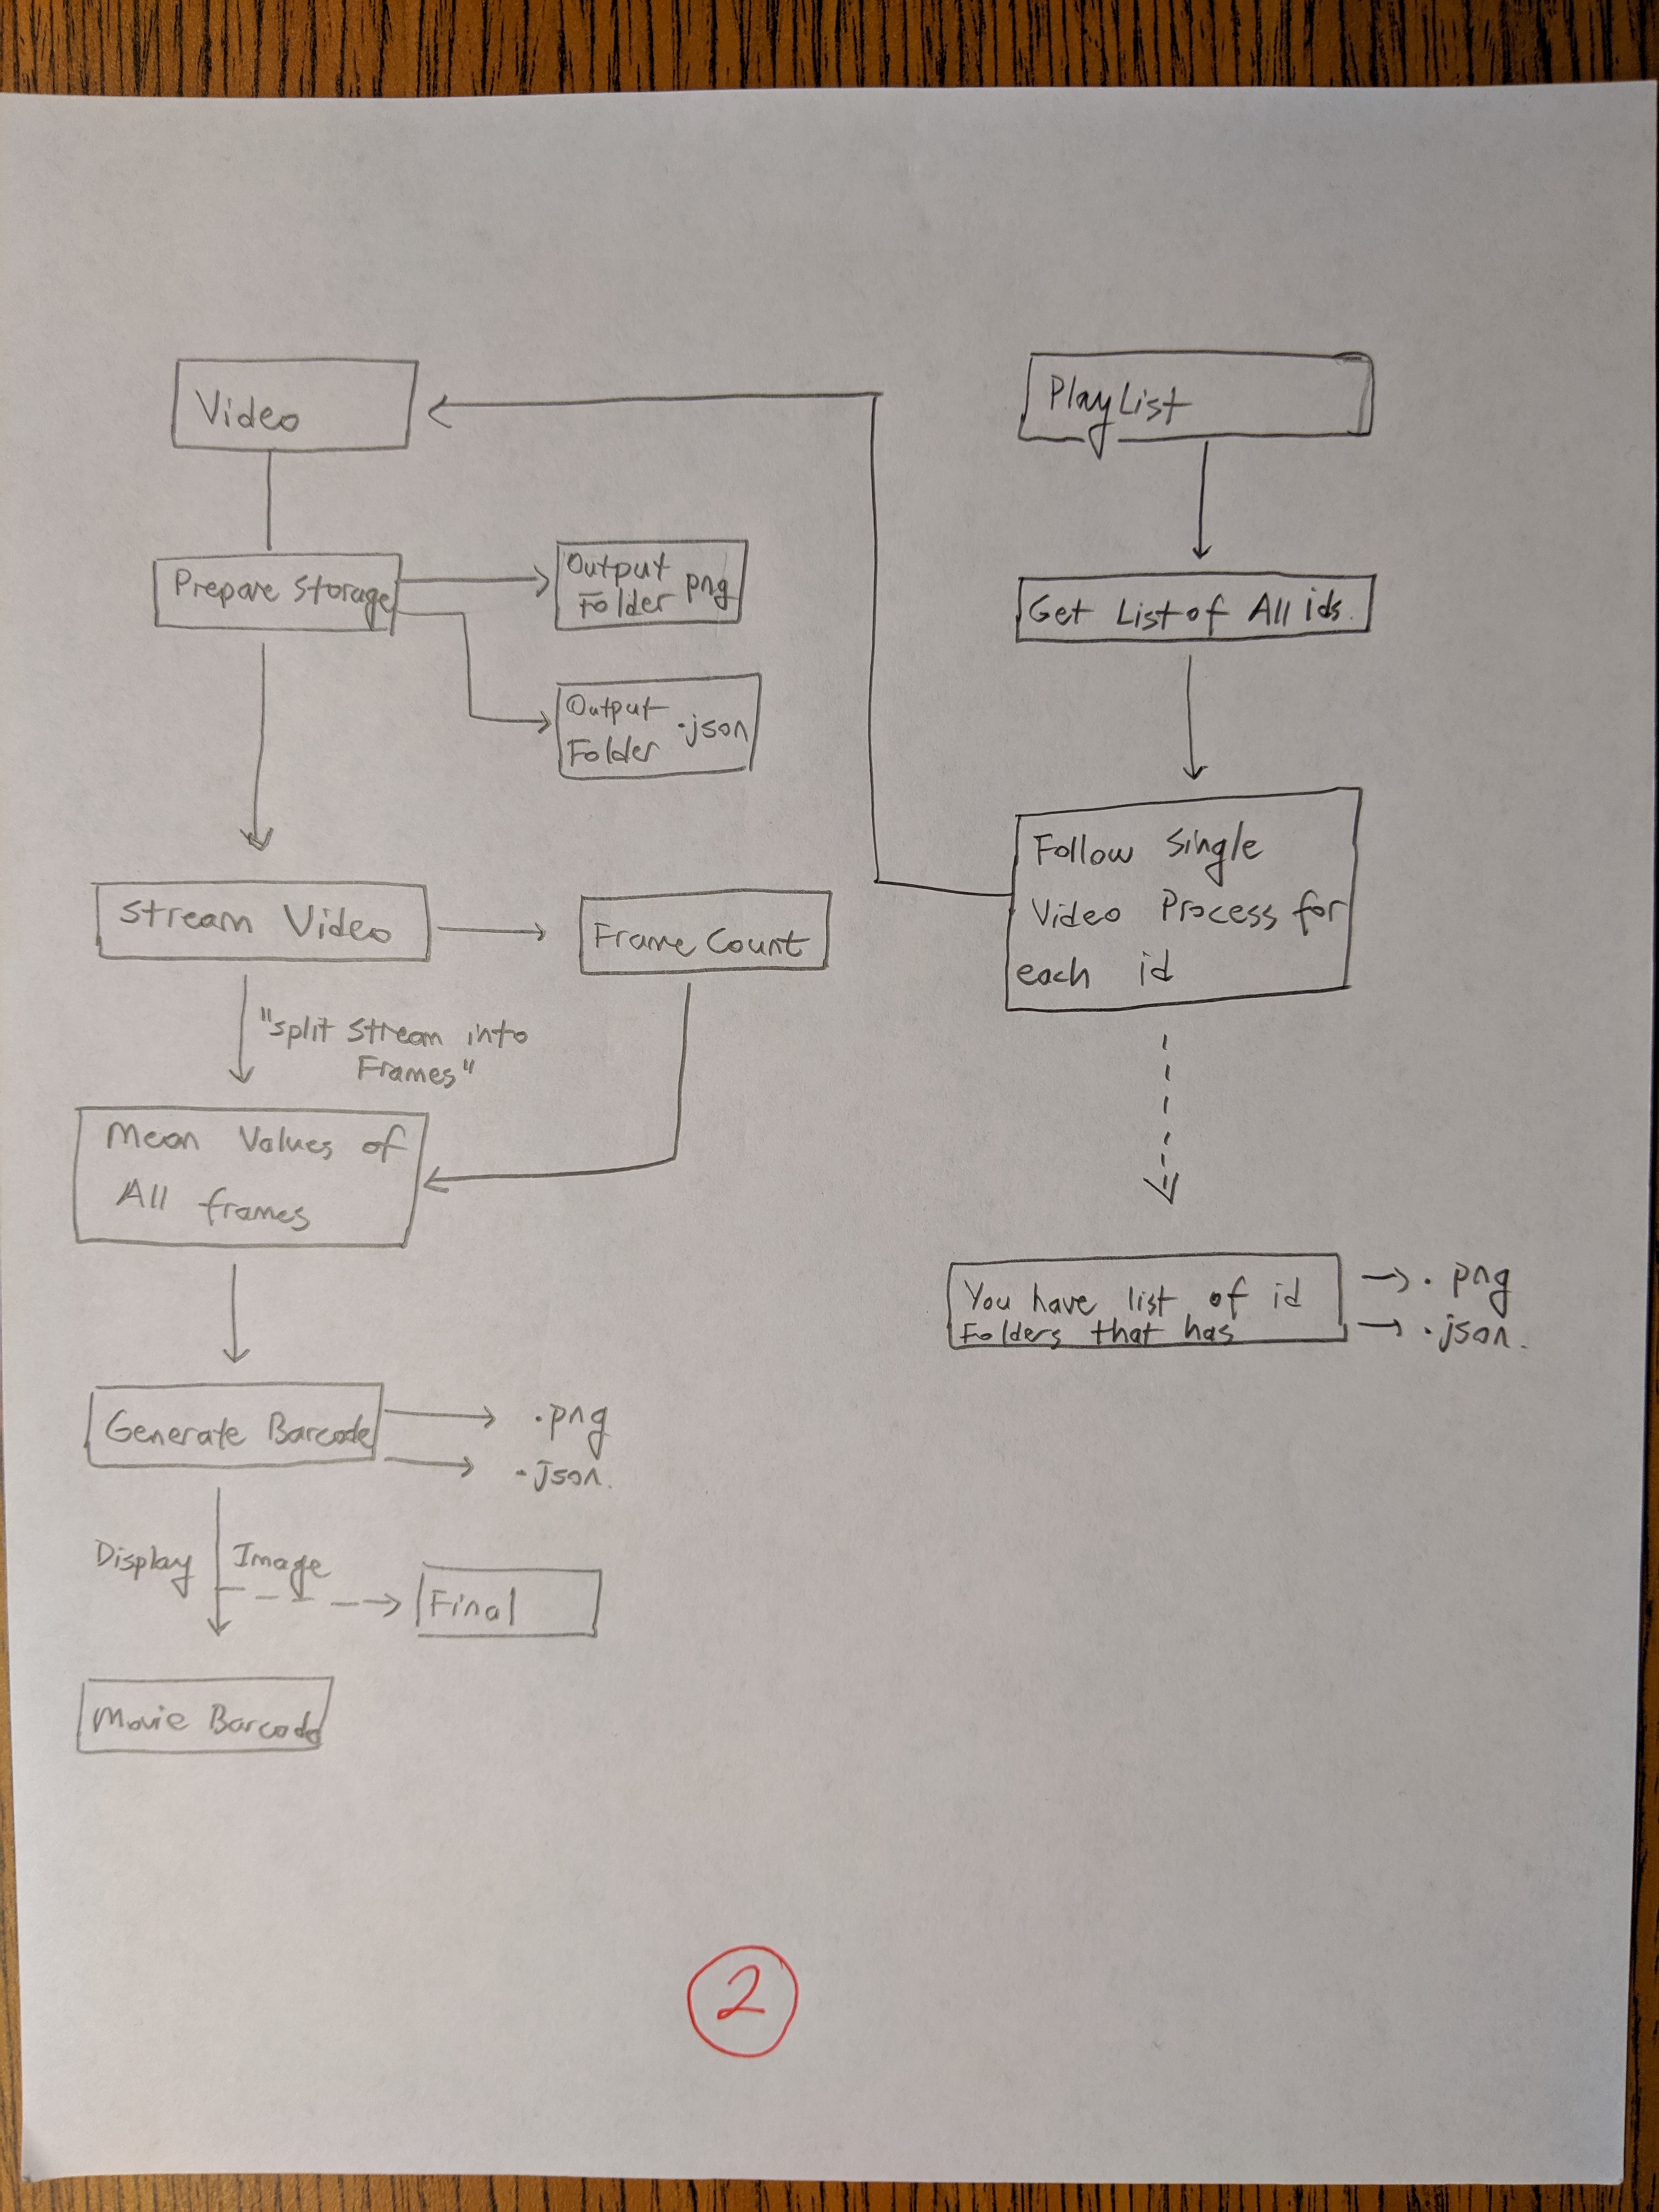 Video
Prepare Storage
Output
Folder png
Output
Folder .json
Stream Video
Frame Count
"split stream into
Frames"
Mean Values of
All frames
Generate Barcode
.png
.json.
Display Image
Final
Movie Barcode
PlayList
Get List of All ids.
Follow Single
Video Process for
each id
You have list of id
Folders that has
. png
.json.
2